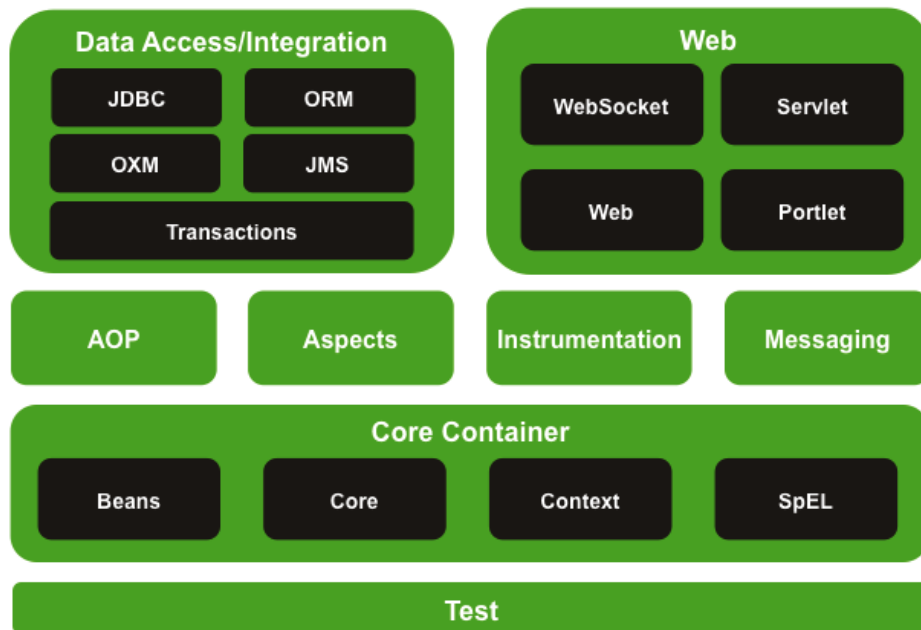 Data Access/Integration
JDBC
ORM
OXM
JMS
Transactions
Web
WebSocket
Servlet
Web
Portlet
AOP
Aspects
Instrumentation
Messaging
Core Container
Beans
Core
Context
SpEL
Test